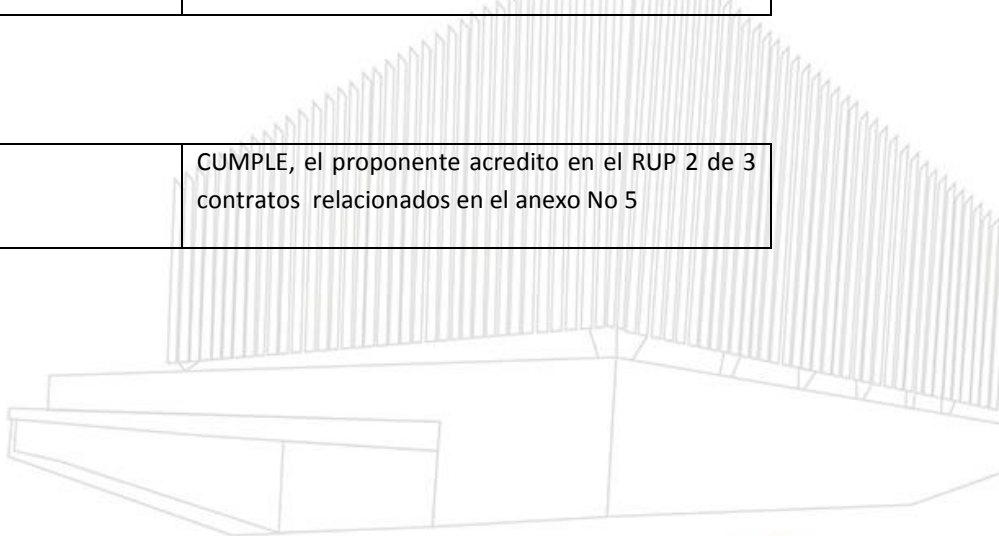 CUMPLE, el proponente acredito en el RUP 2 de 3
contratos relacionados en el anexo No 5